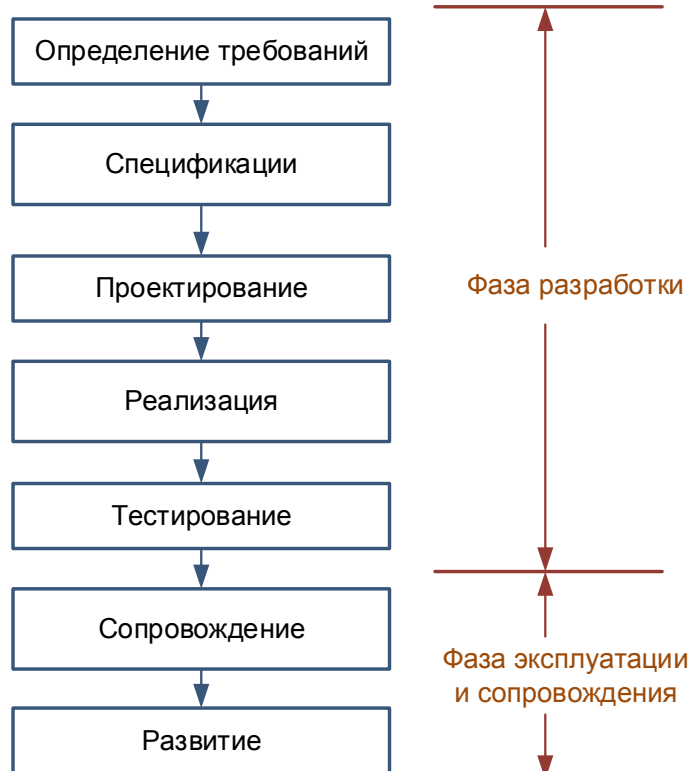 Определение требований
Спецификации
Проектирование
Фаза разработки
Реализация
Тестирование
Сопровождение
Фаза эксплуатации
и сопровождения
Развитие